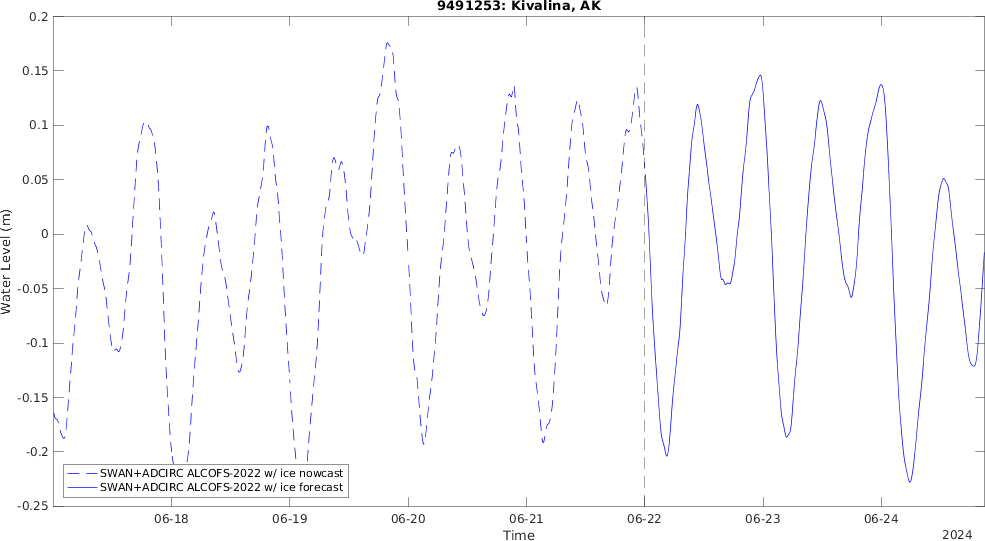 9491253: Kivalina, AK
0.2
0.15
0.1
0.05
0
-0.05
-0.1
-0.15
-0.2
-0.25
Water Level (m)
SWAN+ADCIRC ALCOFS-2022 w/ ice nowcast
SWAN+ADCIRC ALCOFS-2022 w/ ice forecast
06-18 06-19 06-20 06-21 06-22 06-23 06-24
Time
2024